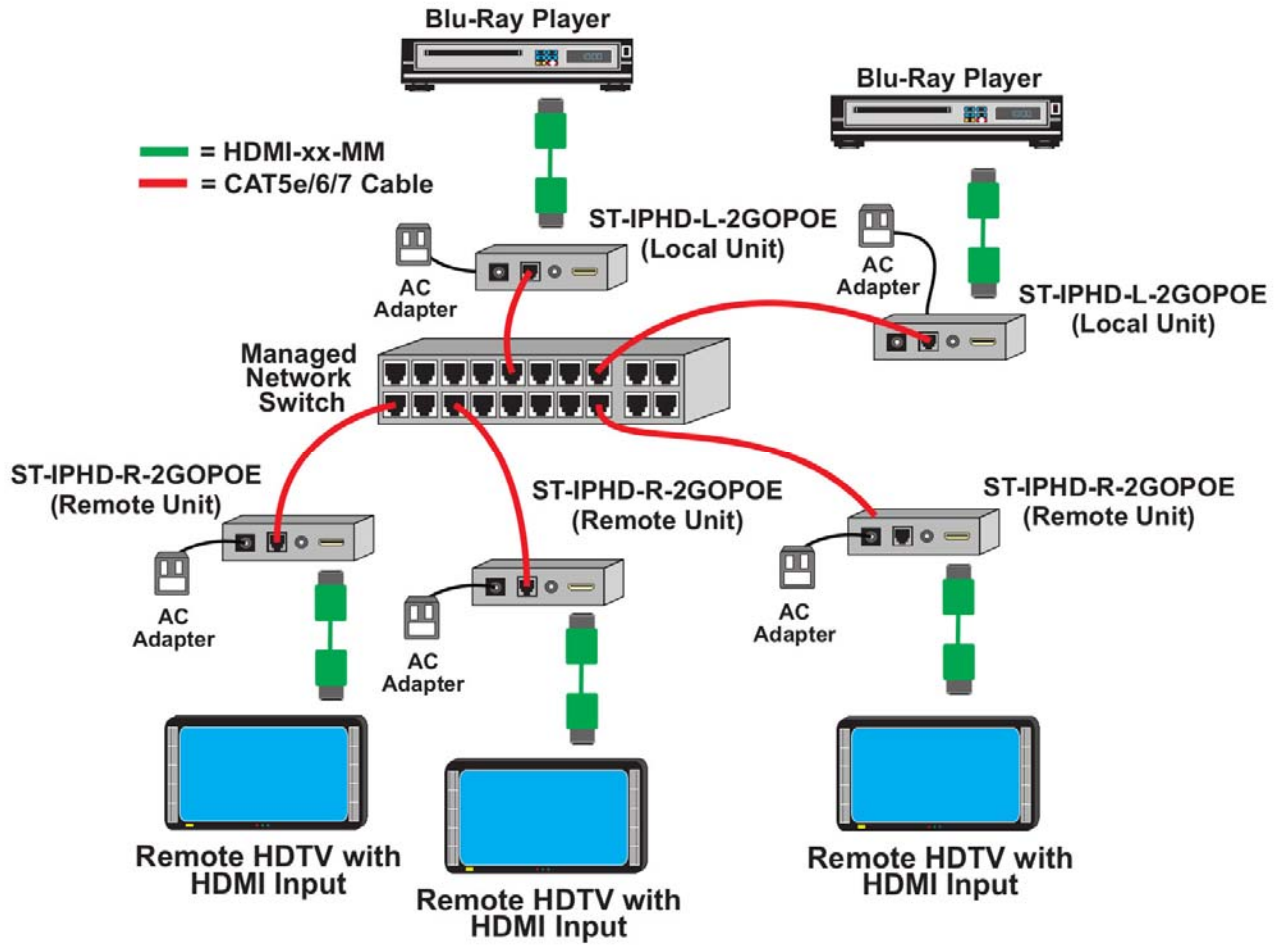 Blu-Ray Player
Blu-Ray Player
= HDMI-xx-MM
= CAT5e/6/7 Cable
ST-IPHD-L-2GOPOE
(Local Unit)
AC
Adapter
AC
Adapter
ST-IPHD-L-2GOPOE
(Local Unit)
Managed
Network
Switch
ST-IPHD-R-2GOPOE
(Remote Unit)
ST-IPHD-R-2GOPOE
(Remote Unit)
ST-IPHD-R-2GOPOE
(Remote Unit)
AC
Adapter
AC
Adapter
AC
Adapter
Remote HDTV with
HDMI Input
Remote HDTV with
HDMI Input
Remote HDTV with
HDMI Input